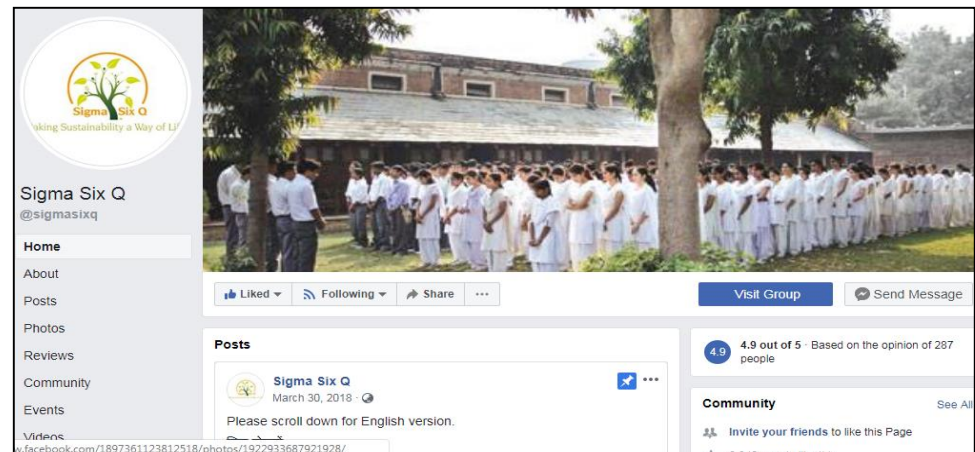 Sigma Six Q
aking Sustainability a Way of Li
Sigma Six Q
@sigmasixq
Home
About
Posts
Photos
Reviews
Community
Events
Videos
w.facebook.com/1897361123812518/photos/1922933687921928/
Liked
Following
Share
Visit Group
Send Message
Posts
Sigma Six Q
March 30, 2018
Please scroll down for English version.
4.9
4.9 out of 5 · Based on the opinion of 287
people
Community
See All
Invite your friends to like this Page